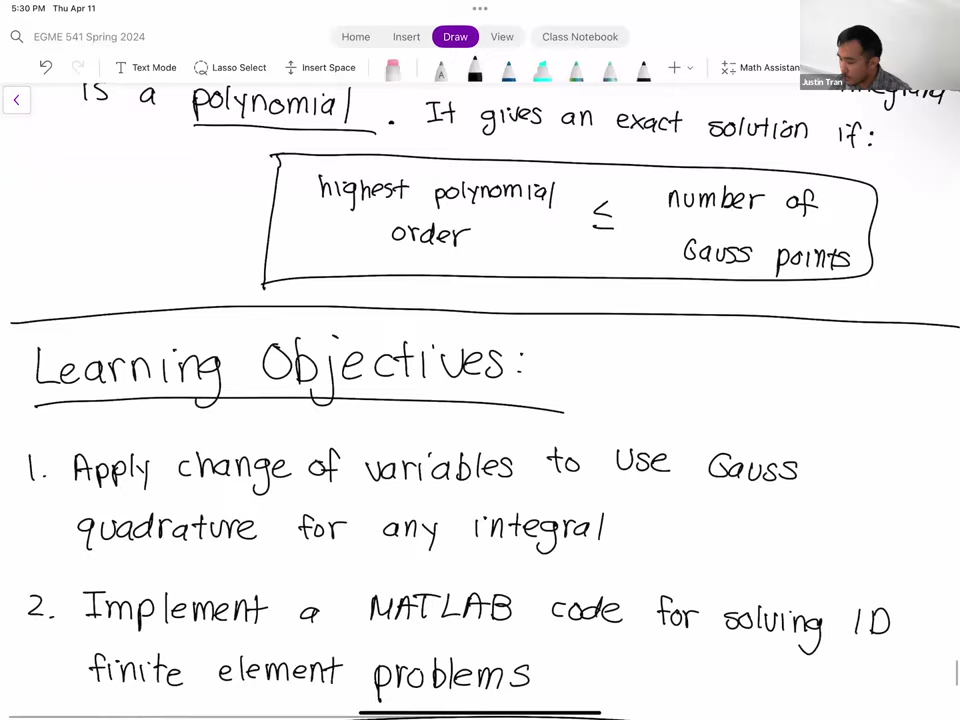 5:30 PM Thu Apr 11
EGME 541 Spring 2024
Home Insert Draw View Class Notebook
Text Mode Lasso Select Insert Space Math Assistan
Justin Tran
is a polynomial. It gives an exact solution if:
highest polynomial order ≤ number of Gauss points
Learning Objectives:
1. Apply change of variables to use Gauss
quadrature for any integral
2. Implement a MATLAB code for solving 1D
finite element problems